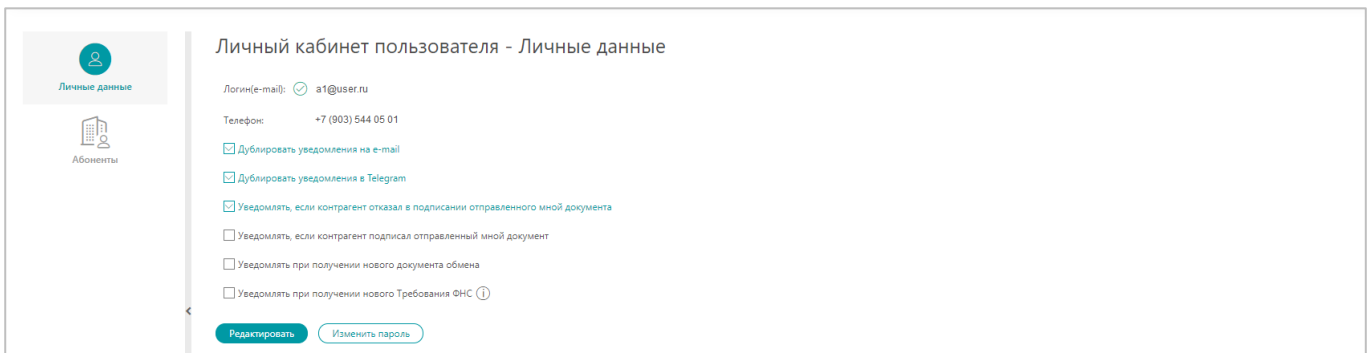 Личный кабинет пользователя - Личные данные
Личные данные
Абоненты
Логин(e-mail): a1@user.ru
Телефон: +7 (903) 544 05 01
Дублировать уведомления на e-mail
Дублировать уведомления в Telegram
Уведомлять, если контрагент отказал в подписании отправленного мной документа
Уведомлять, если контрагент подписал отправленный мной документ
Уведомлять при получении нового документа обмена
Уведомлять при получении нового Требования ФНС
Редактировать Изменить пароль